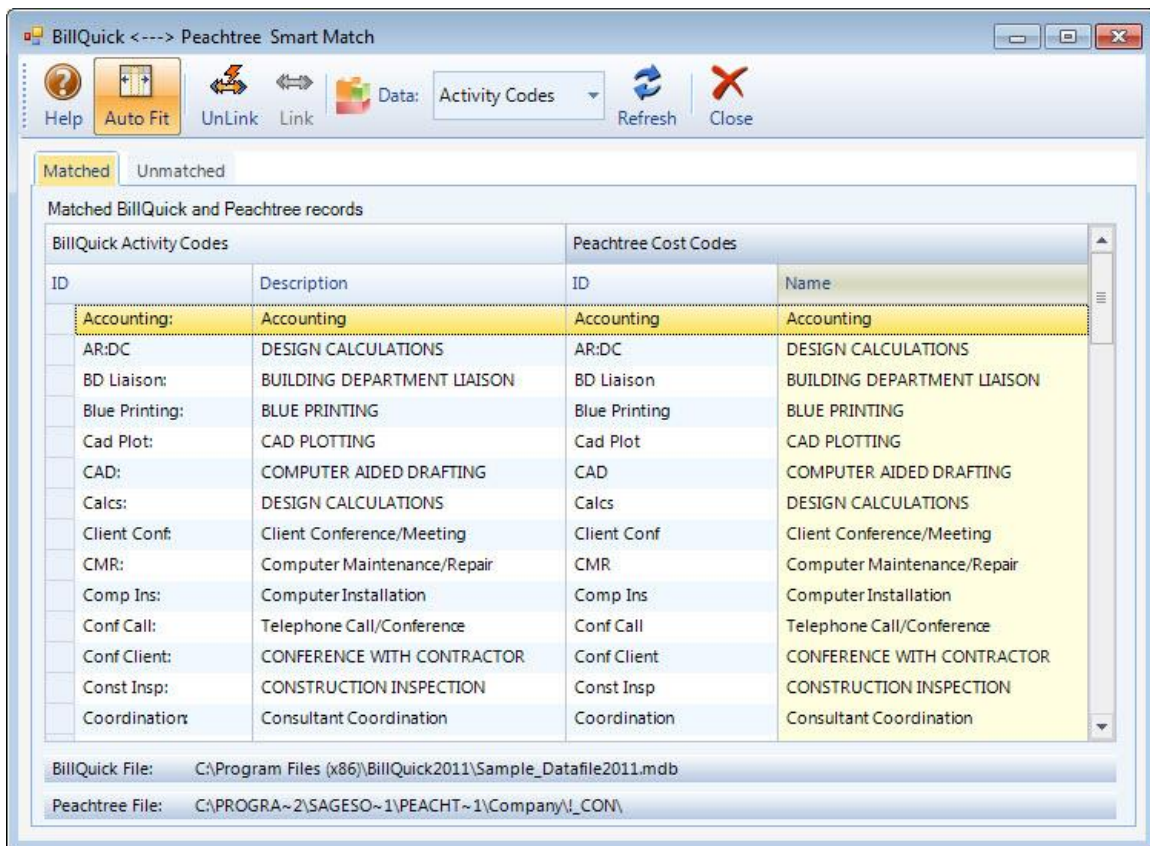 BillQuick <---> Peachtree Smart Match
Help Auto Fit UnLink Link Data: Activity Codes Refresh Close
Matched Unmatched
Matched BillQuick and Peachtree records
BillQuick Activity Codes Peachtree Cost Codes
ID Description ID Name
Accounting: Accounting Accounting Accounting
AR:DC DESIGN CALCULATIONS AR:DC DESIGN CALCULATIONS
BD Liaison: BUILDING DEPARTMENT LIAISON BD Liaison BUILDING DEPARTMENT LIAISON
Blue Printing: BLUE PRINTING Blue Printing BLUE PRINTING
Cad Plot: CAD PLOTTING Cad Plot CAD PLOTTING
CAD: COMPUTER AIDED DRAFTING CAD COMPUTER AIDED DRAFTING
Calcs: DESIGN CALCULATIONS Calcs DESIGN CALCULATIONS
Client Conf: Client Conference/Meeting Client Conf Client Conference/Meeting
CMR: Computer Maintenance/Repair CMR Computer Maintenance/Repair
Comp Ins: Computer Installation Comp Ins Computer Installation
Conf Call: Telephone Call/Conference Conf Call Telephone Call/Conference
Conf Client: CONFERENCE WITH CONTRACTOR Conf Client CONFERENCE WITH CONTRACTOR
Const Insp: CONSTRUCTION INSPECTION Const Insp CONSTRUCTION INSPECTION
Coordination: Consultant Coordination Coordination Consultant Coordination
BillQuick File: C:\Program Files (x86)\BillQuick2011\Sample_Datafile2011.mdb
Peachtree File: C:\PROGRA~2\SAGESO~1\PEACHT~1\Company\!_CON\